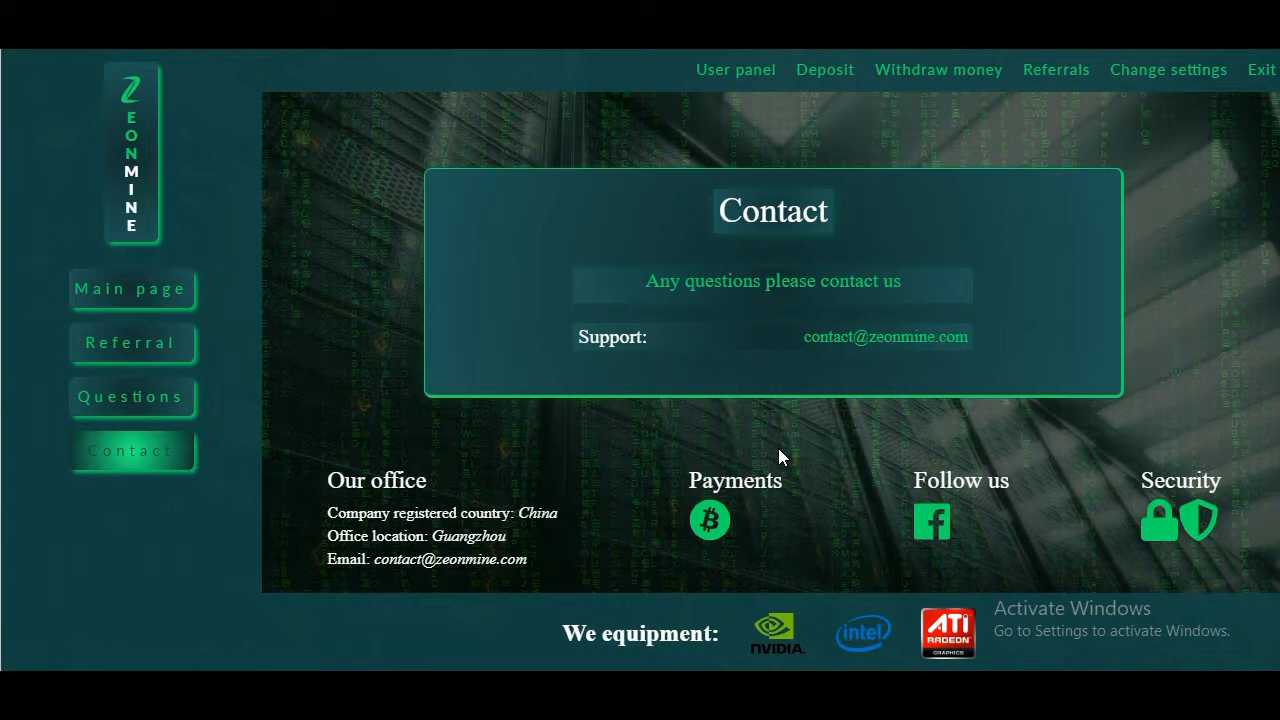 User panel Deposit Withdraw money Referrals Change settings Exit
ZEONMINE
Main page
Referral
Questions
Contact
Contact
Any questions please contact us
Support: contact@zeonmine.com
Our office
Company registered country: China
Office location: Guangzhou
Email: contact@zeonmine.com
Payments
Follow us
Security
We equipment:
NVIDIA.
intel
ATI
RADEON
GRAPHICS
Activate Windows
Go to Settings to activate Windows.